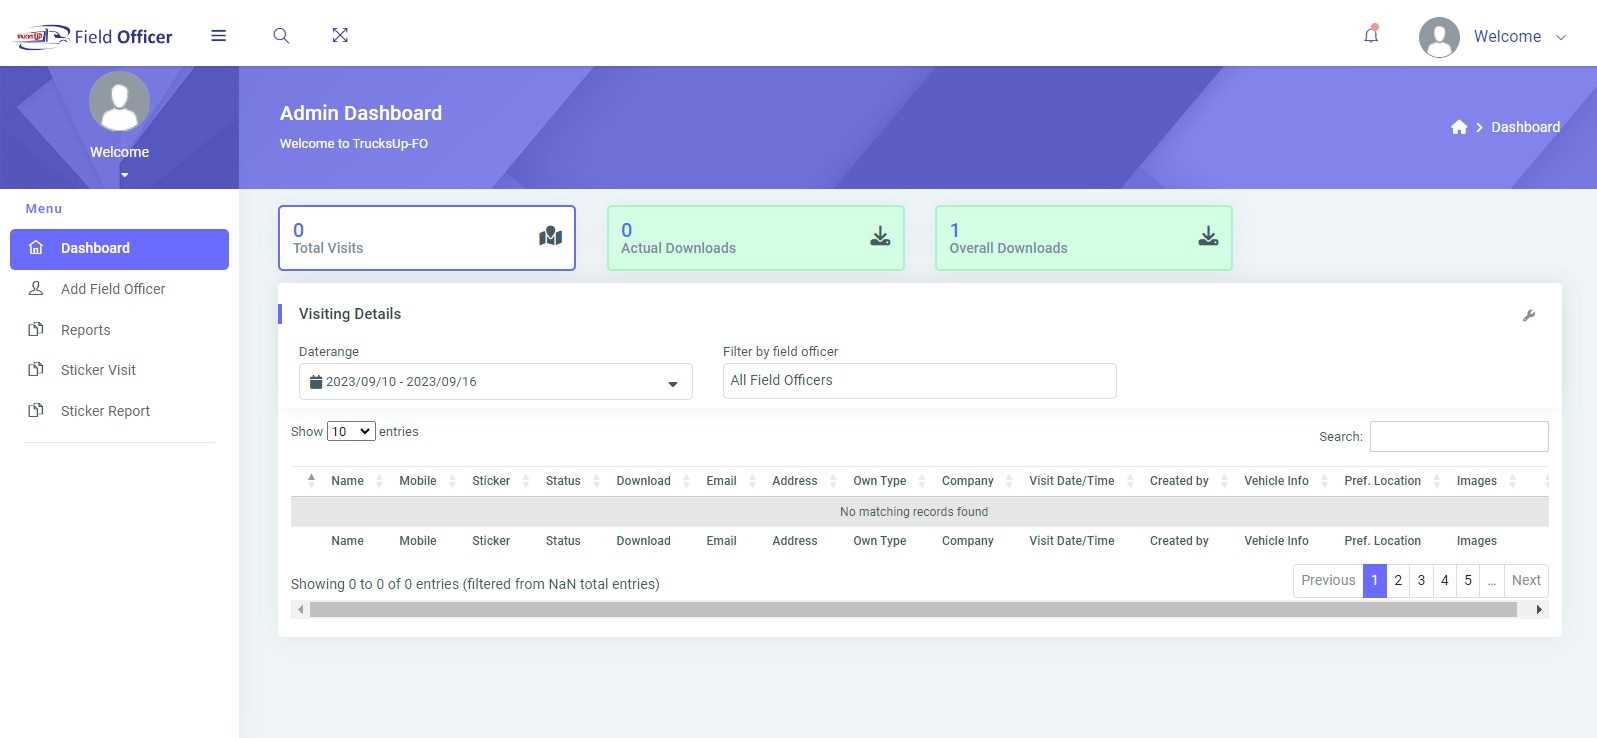 TrucksUp Field Officer
Welcome
Welcome
Admin Dashboard
Welcome to TrucksUp-FO
Dashboard
Menu
Dashboard
Add Field Officer
Reports
Sticker Visit
Sticker Report
0
Total Visits
0
Actual Downloads
1
Overall Downloads
Visiting Details
Daterange
Filter by field officer
2023/09/10 - 2023/09/16
All Field Officers
Show 10 entries
Search:
Name Mobile Sticker Status Download Email Address Own Type Company Visit Date/Time Created by Vehicle Info Pref. Location Images
No matching records found
Name Mobile Sticker Status Download Email Address Own Type Company Visit Date/Time Created by Vehicle Info Pref. Location Images
Showing 0 to 0 of 0 entries (filtered from NaN total entries)
Previous 1 2 3 4 5 ... Next